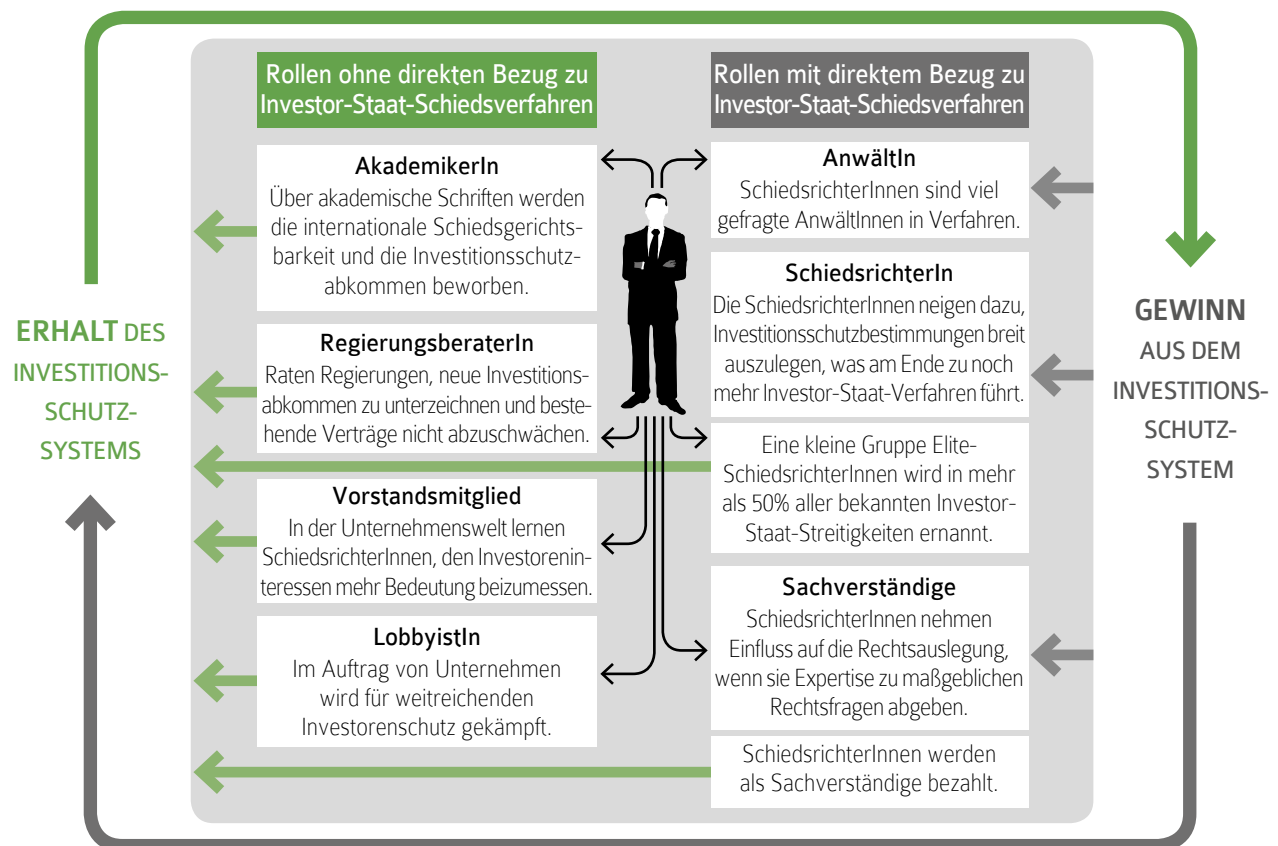 Rollen ohne direkten Bezug zu
Investor-Staat-Schiedsverfahren
AkademikerIn
Über akademische Schriften werden
die internationale Schiedsgerichts-
barkeit und die Investitionsschutz-
abkommen beworben.
RegierungsberaterIn
Raten Regierungen, neue Investitions-
abkommen zu unterzeichnen und beste-
hende Verträge nicht abzuschwächen.
Vorstandsmitglied
In der Unternehmenswelt lernen
SchiedsrichterInnen, den Investorenin-
teressen mehr Bedeutung beizumessen.
LobbyistIn
Im Auftrag von Unternehmen
wird für weitreichenden
Investorenschutz gekämpft.
Rollen mit direktem Bezug zu
Investor-Staat-Schiedsverfahren
AnwältIn
SchiedsrichterInnen sind viel
gefragte AnwältInnen in Verfahren.
SchiedsrichterIn
Die SchiedsrichterInnen neigen dazu,
Investitionsschutzbestimmungen breit
auszulegen, was am Ende zu noch
mehr Investor-Staat-Verfahren führt.
Eine kleine Gruppe Elite-
SchiedsrichterInnen wird in mehr
als 50% aller bekannten Investor-
Staat-Streitigkeiten ernannt.
Sachverständige
SchiedsrichterInnen nehmen
Einfluss auf die Rechtsauslegung,
wenn sie Expertise zu maßgeblichen
Rechtsfragen abgeben.
SchiedsrichterInnen werden
als Sachverständige bezahlt.
ERHALT DES
INVESTITIONS-
SCHUTZ-
SYSTEMS
GEWINN
AUS DEM
INVESTITIONS-
SCHUTZ-
SYSTEM